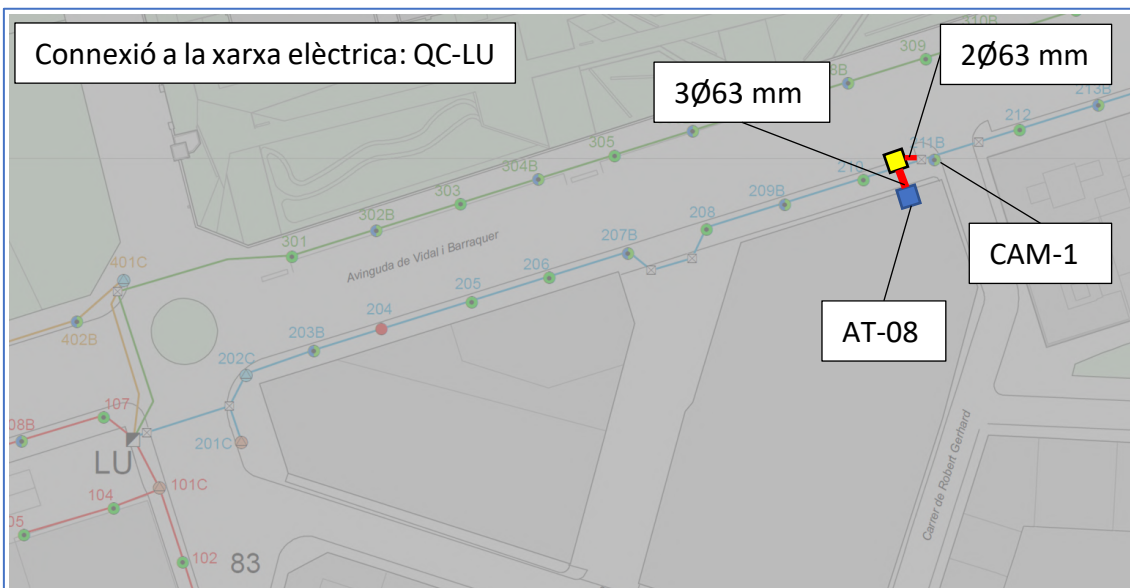 Connexió a la xarxa elèctrica: QC-LU
310B
2Ø63 mm
309
3Ø63 mm
213B
212
211B
305
210
304B
209B
303
302B
208
301
207B
CAM-1
Avinguda de Vidal i Barraquer
401C
206
205
AT-08
204
402B
203B
202C
107
08B
201C
Carrer de Robert Gerhard
LU
101C
104
05
102
83